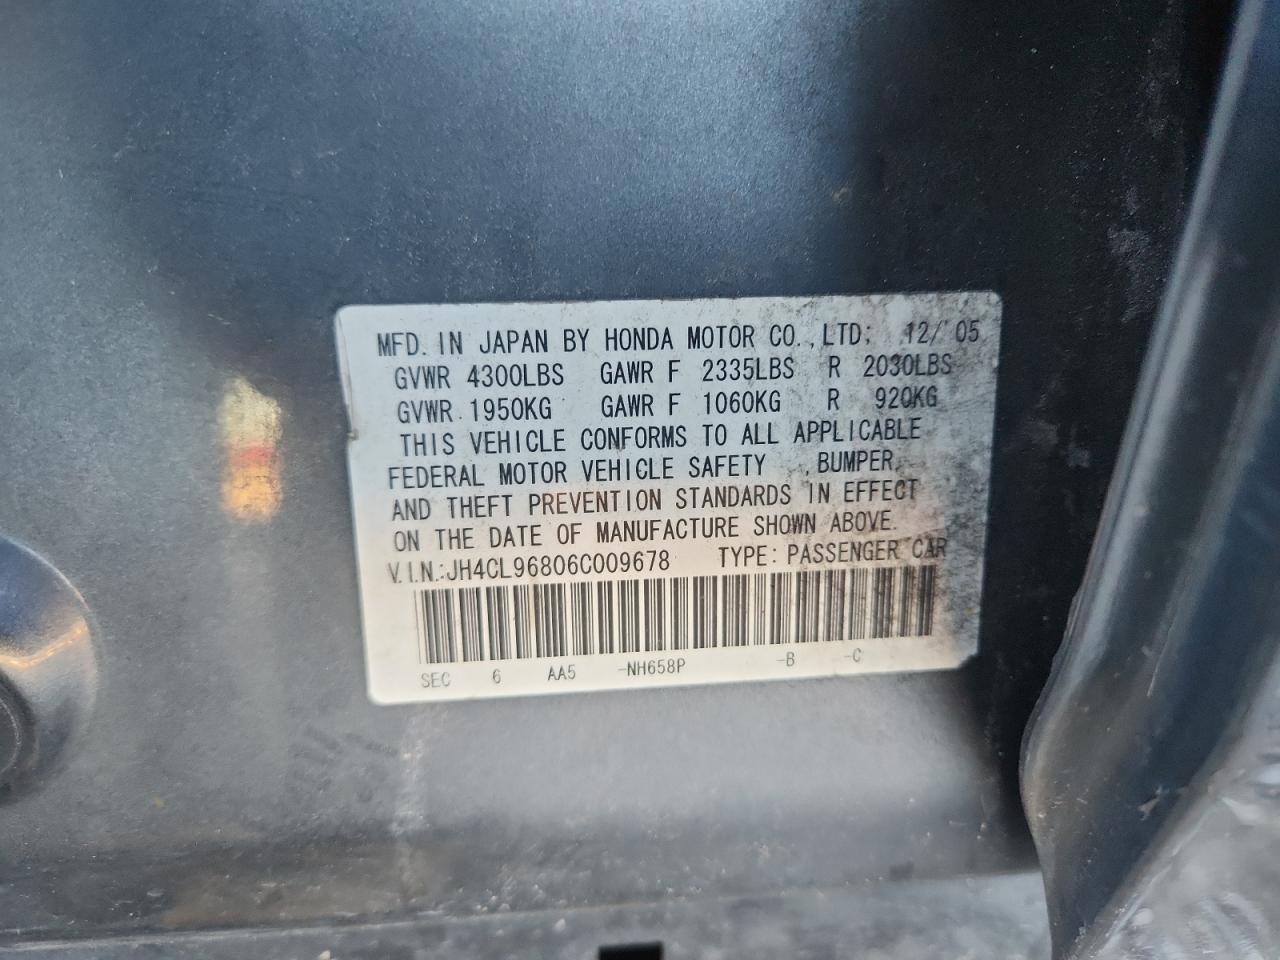 MFD. IN JAPAN BY HONDA MOTOR CO., LTD; 12/ 05
GVWR 4300LBS GAWR F 2335LBS R 2030LBS
GVWR 1950KG GAWR F 1060KG R 920KG
THIS VEHICLE CONFORMS TO ALL APPLICABLE
FEDERAL MOTOR VEHICLE SAFETY , BUMPER,
AND THEFT PREVENTION STANDARDS IN EFFECT
ON THE DATE OF MANUFACTURE SHOWN ABOVE.
V.I.N.:JH4CL96806C009678 TYPE: PASSENGER CAR
SEC 6 AA5 -NH658P -B -C